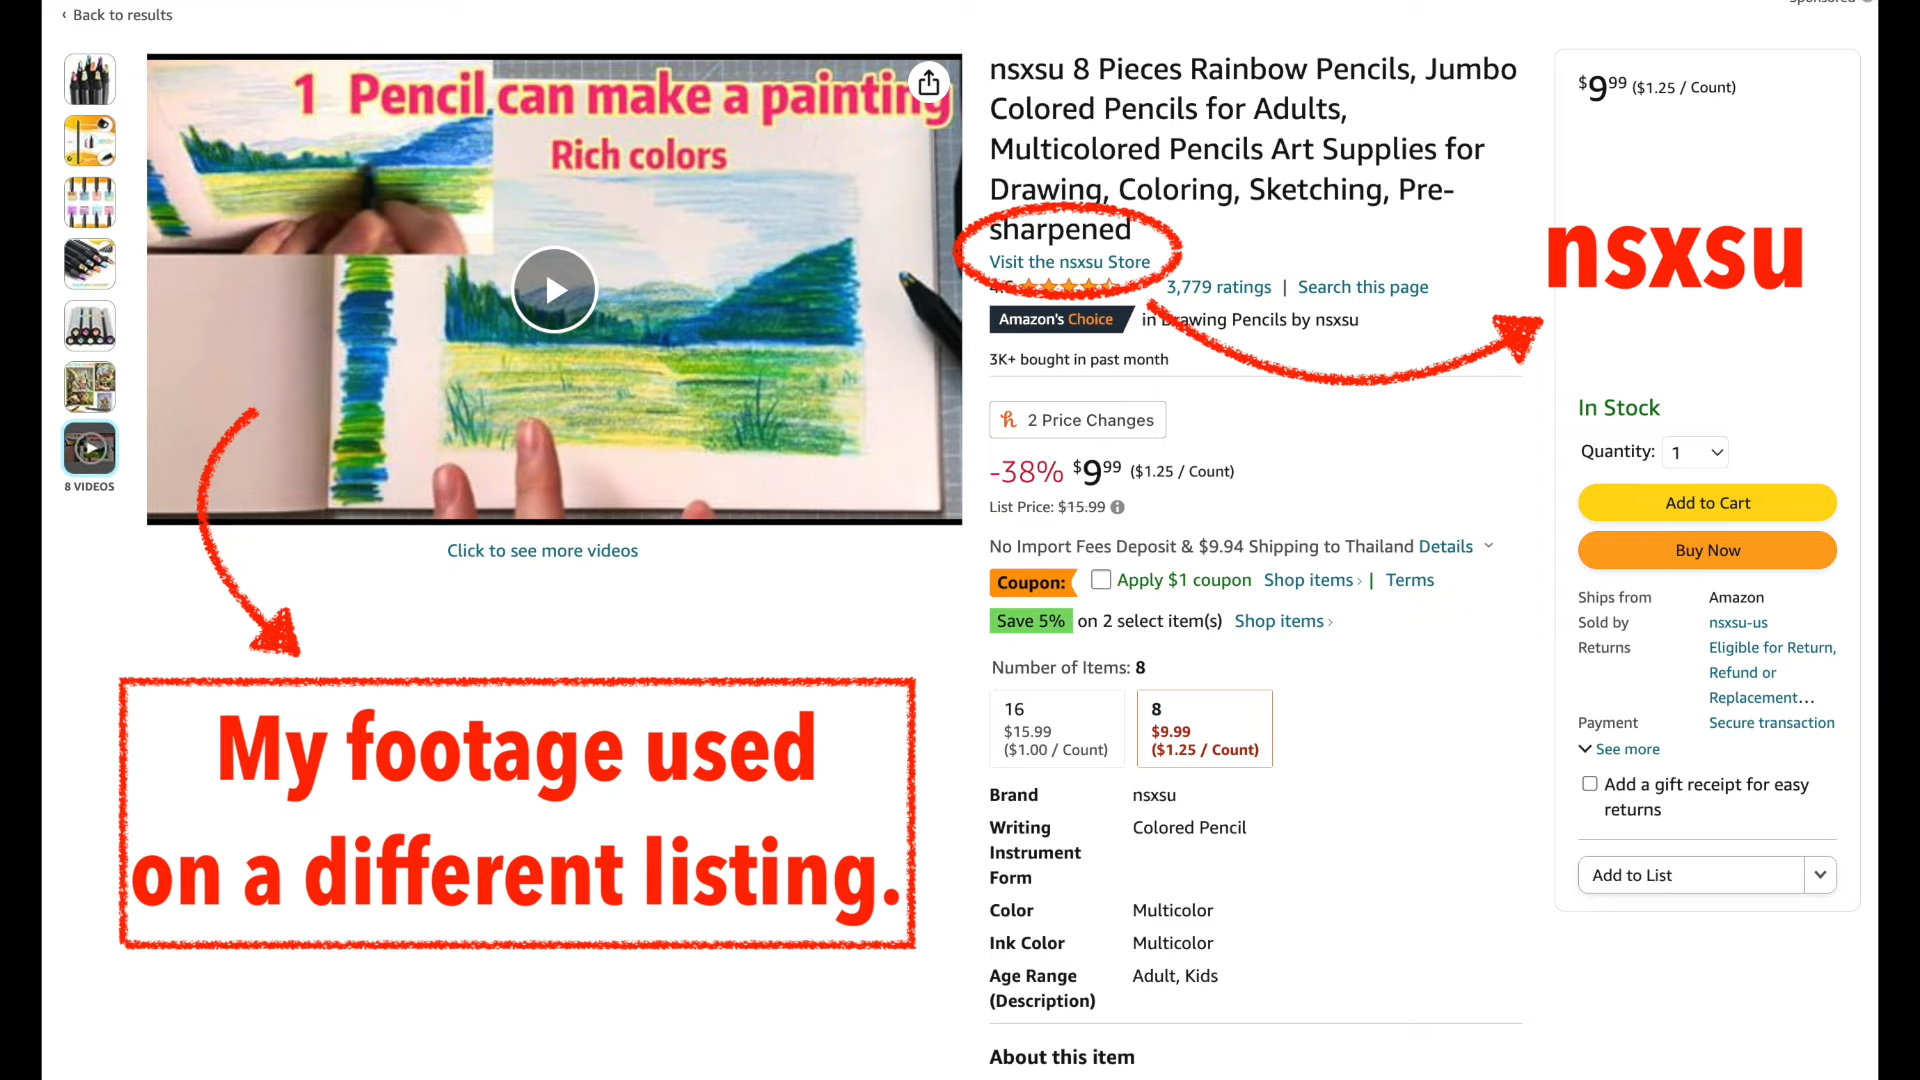 ‹ Back to results
1 Pencil can make a painting
Rich colors
8 VIDEOS
Click to see more videos
My footage used
on a different listing.
nsxsu 8 Pieces Rainbow Pencils, Jumbo
Colored Pencils for Adults,
Multicolored Pencils Art Supplies for
Drawing, Coloring, Sketching, Pre-
sharpened
Visit the nsxsu Store
3,779 ratings | Search this page
Amazon's Choice in Drawing Pencils by nsxsu
3K+ bought in past month
2 Price Changes
-38% $9.99 ($1.25 / Count)
List Price: $15.99
No Import Fees Deposit & $9.94 Shipping to Thailand Details
Coupon: Apply $1 coupon Shop items › | Terms
Save 5% on 2 select item(s) Shop items ›
Number of Items: 8
16
$15.99
($1.00 / Count)
8
$9.99
($1.25 / Count)
Brand nsxsu
Writing Colored Pencil
Instrument
Form
Color Multicolor
Ink Color Multicolor
Age Range Adult, Kids
(Description)
About this item
$9.99 ($1.25 / Count)
nsxsu
In Stock
Quantity: 1
Add to Cart
Buy Now
Ships from Amazon
Sold by nsxsu-us
Returns Eligible for Return,
Refund or
Replacement...
Payment Secure transaction
See more
Add a gift receipt for easy
returns
Add to List